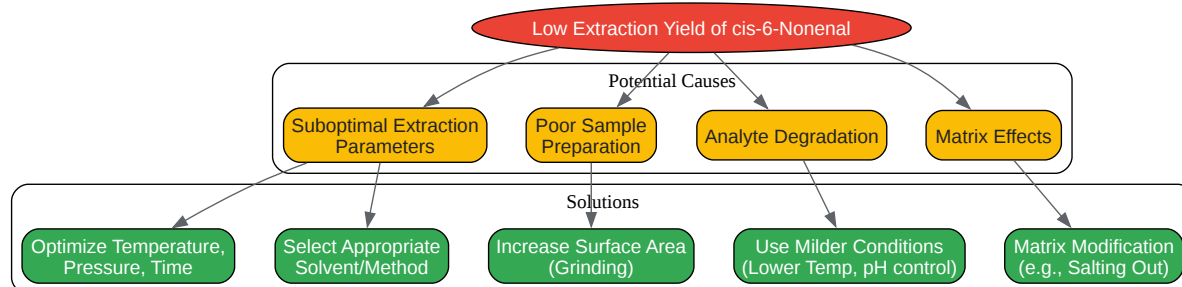 Low Extraction Yield of cis-6-Nonenal
Potential Causes
Suboptimal Extraction
Parameters
Poor Sample
Preparation
Analyte Degradation
Matrix Effects
Solutions
Optimize Temperature,
Pressure, Time
Select Appropriate
Solvent/Method
Increase Surface Area
(Grinding)
Use Milder Conditions
(Lower Temp, pH control)
Matrix Modification
(e.g., Salting Out)